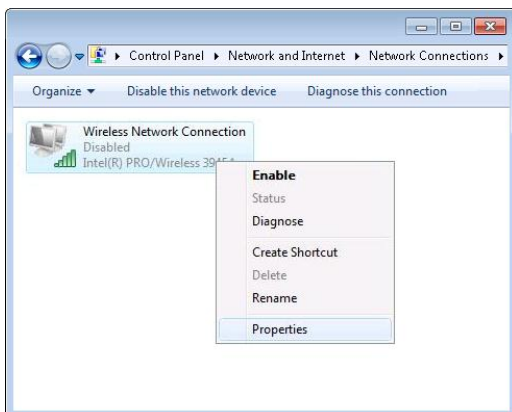 Control Panel Network and Internet Network Connections
Organize Disable this network device Diagnose this connection
Wireless Network Connection
Disabled
Intel(R) PRO/Wireless
Enable
Status
Diagnose
Create Shortcut
Delete
Rename
Properties